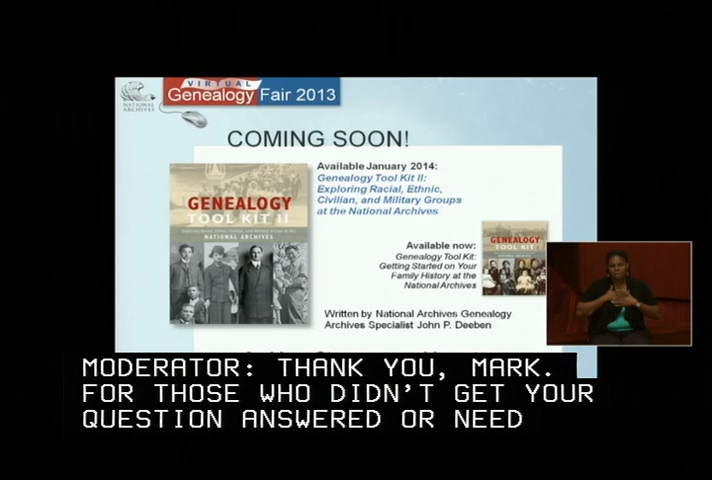 NATIONAL
ARCHIVES
VIRTUAL
Genealogy Fair 2013
COMING SOON!
Available January 2014:
Genealogy Tool Kit II:
Exploring Racial, Ethnic,
Civilian, and Military Groups
at the National Archives
GENEALOGY
TOOL KIT II
NATIONAL ARCHIVES
Available now:
Genealogy Tool Kit:
Getting Started on Your
Family History at the
National Archives
GENEALOGY
TOOL KIT
Written by National Archives Genealogy
Archives Specialist John P. Deeben
MODERATOR: THANK YOU, MARK.
FOR THOSE WHO DIDN'T GET YOUR
QUESTION ANSWERED OR NEED